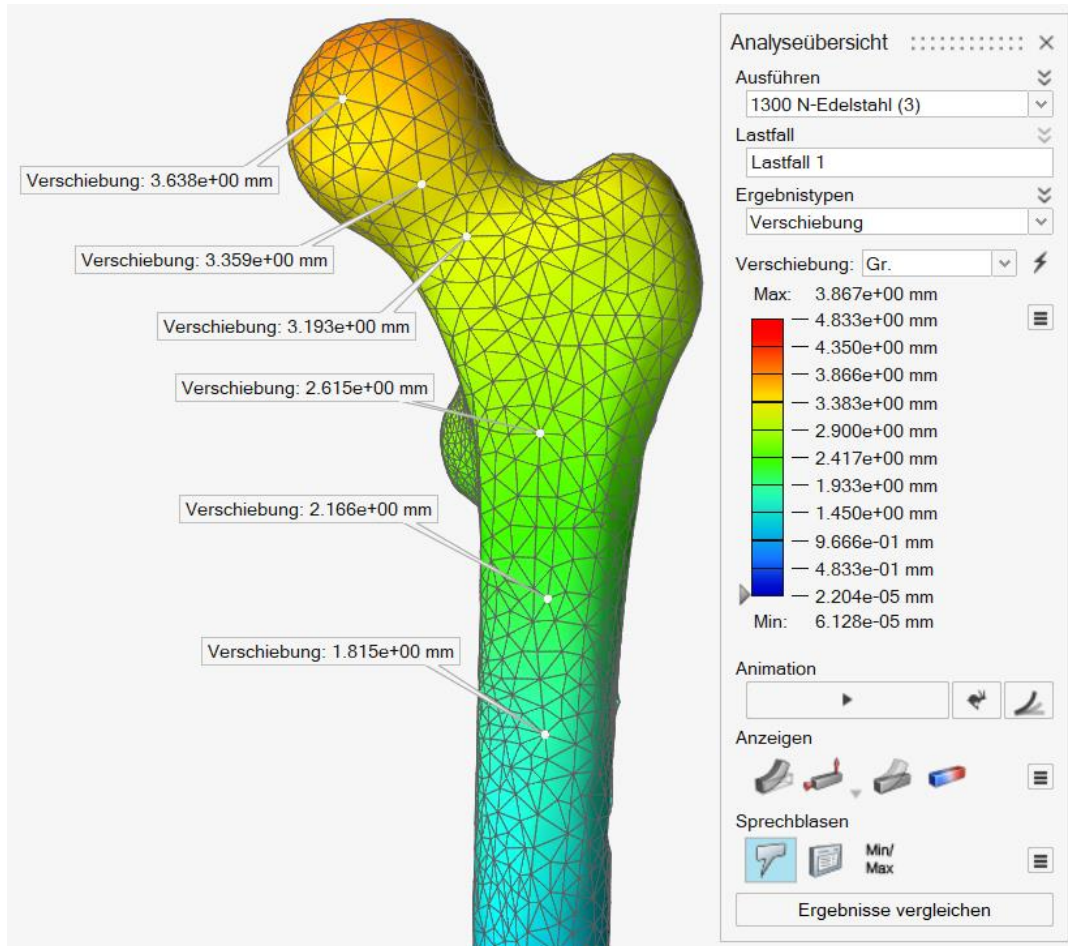 Verschiebung: 3.638e+00 mm
Verschiebung: 3.359e+00 mm
Verschiebung: 3.193e+00 mm
Verschiebung: 2.615e+00 mm
Verschiebung: 2.166e+00 mm
Verschiebung: 1.815e+00 mm
Analyseübersicht
Ausführen
1300 N-Edelstahl (3)
Lastfall
Lastfall 1
Ergebnistypen
Verschiebung
Verschiebung: Gr.
Max: 3.867e+00 mm
4.833e+00 mm
4.350e+00 mm
3.866e+00 mm
3.383e+00 mm
2.900e+00 mm
2.417e+00 mm
1.933e+00 mm
1.450e+00 mm
9.666e-01 mm
4.833e-01 mm
2.204e-05 mm
Min: 6.128e-05 mm
Animation
Anzeigen
Sprechblasen
Min/
Max
Ergebnisse vergleichen